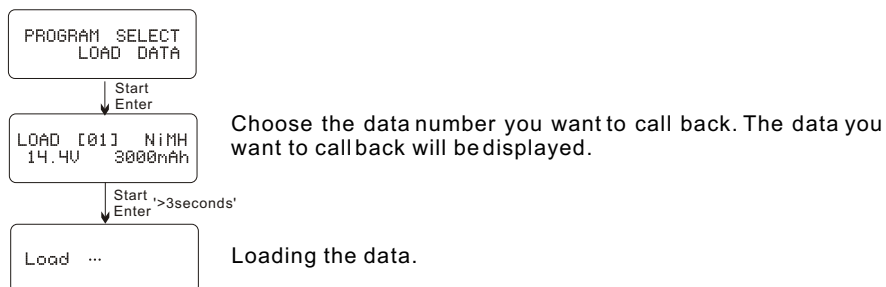 PROGRAM SELECT
LOAD DATA
Start
Enter
LOAD [01] NiMH
14.4V 3000mAh
Choose the data number you want to call back. The data you
want to call back will be displayed.
Start
Enter '>3seconds'
Load ...
Loading the data.